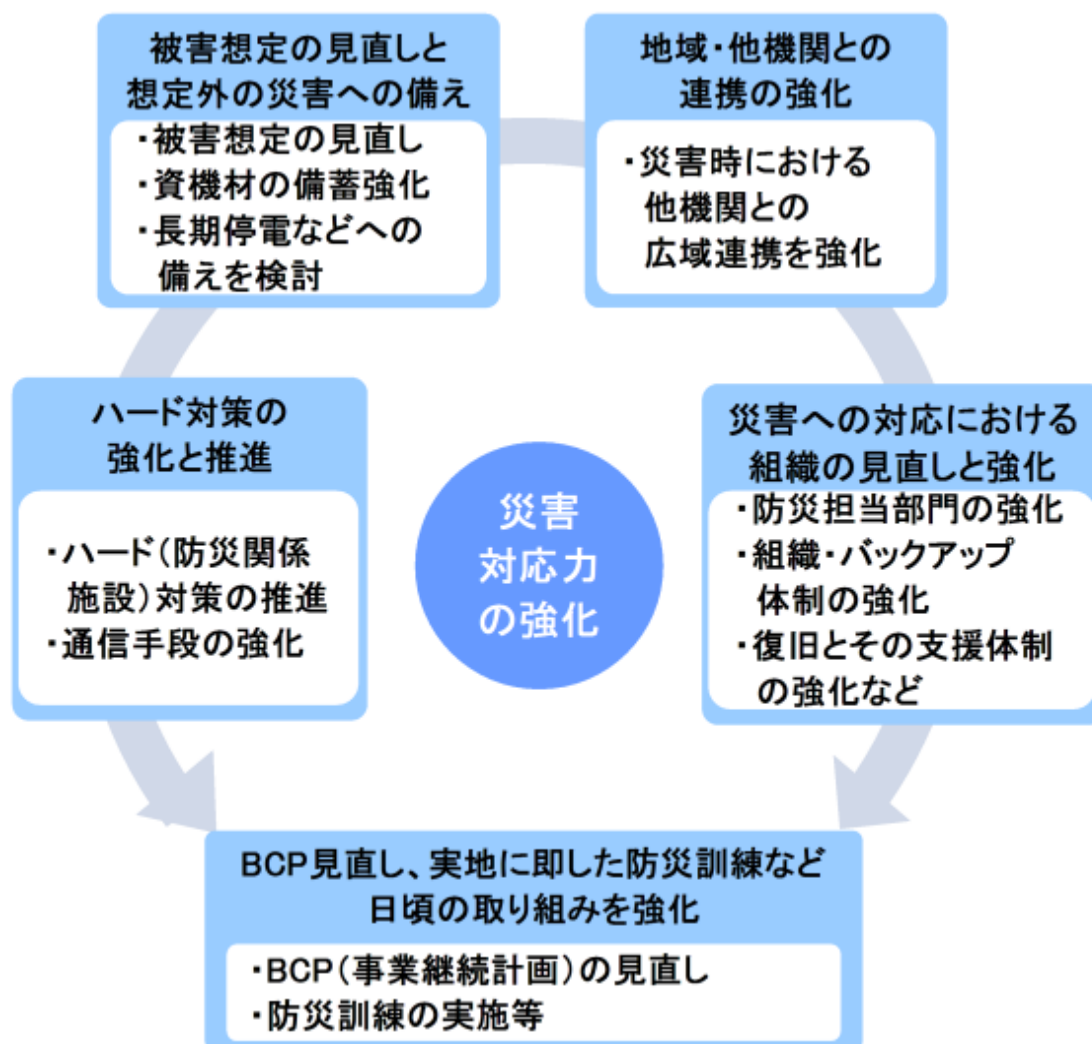 被害想定の見直しと
想定外の災害への備え
・被害想定の見直し
・資機材の備蓄強化
・長期停電などへの
備えを検討
地域・他機関との
連携の強化
・災害時における
他機関との
広域連携を強化
ハード対策の
強化と推進
・ハード（防災関係
施設）対策の推進
・通信手段の強化
災害
対応力
の強化
災害への対応における
組織の見直しと強化
・防災担当部門の強化
・組織・バックアップ
体制の強化
・復旧とその支援体制
の強化など
BCP見直し、実地に即した防災訓練など
日頃の取り組みを強化
・BCP（事業継続計画）の見直し
・防災訓練の実施等